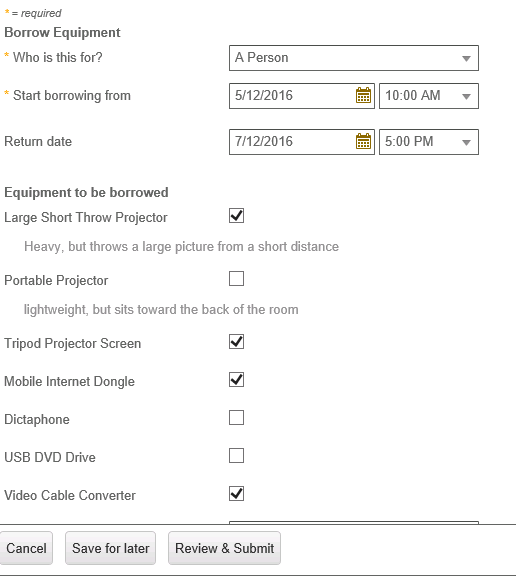 * = required
Borrow Equipment
* Who is this for? A Person
* Start borrowing from 5/12/2016 10:00 AM
Return date 7/12/2016 5:00 PM
Equipment to be borrowed
Large Short Throw Projector
Heavy, but throws a large picture from a short distance
Portable Projector
lightweight, but sits toward the back of the room
Tripod Projector Screen
Mobile Internet Dongle
Dictaphone
USB DVD Drive
Video Cable Converter
Cancel Save for later Review & Submit